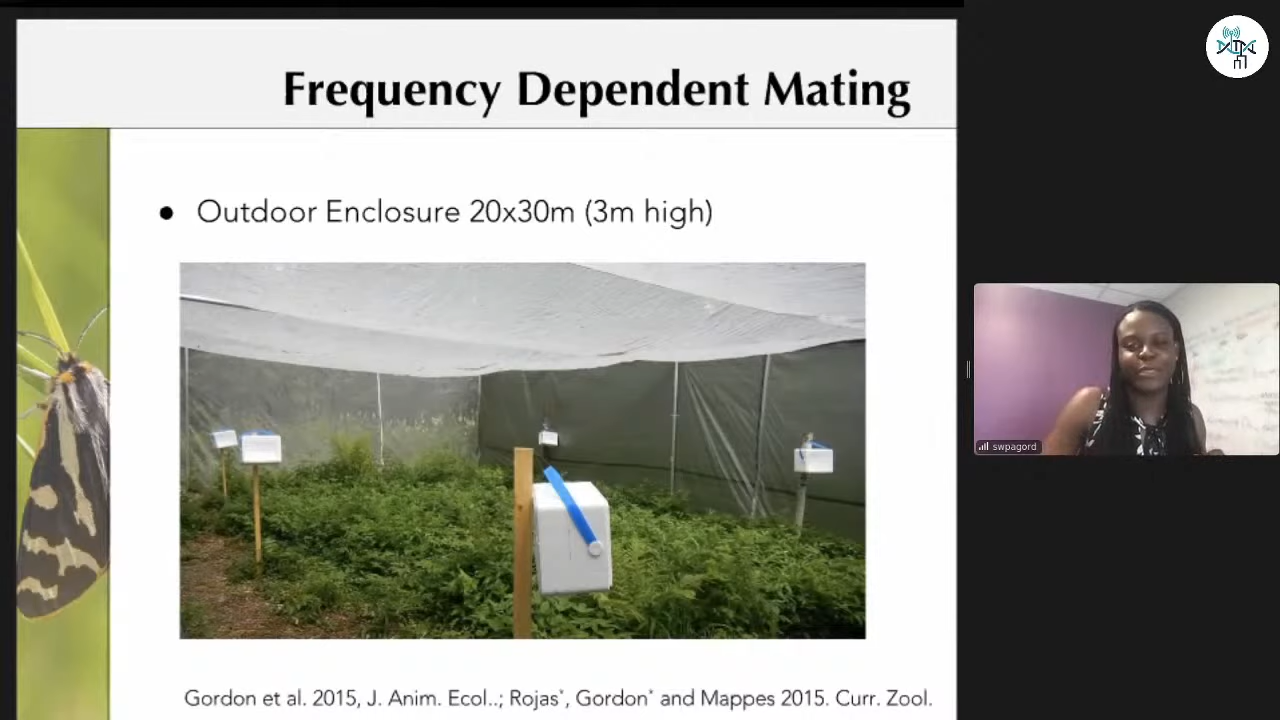 Frequency Dependent Mating
● Outdoor Enclosure 20x30m (3m high)
swpagord
Gordon et al. 2015, J. Anim. Ecol..; Rojas*, Gordon* and Mappes 2015. Curr. Zool.